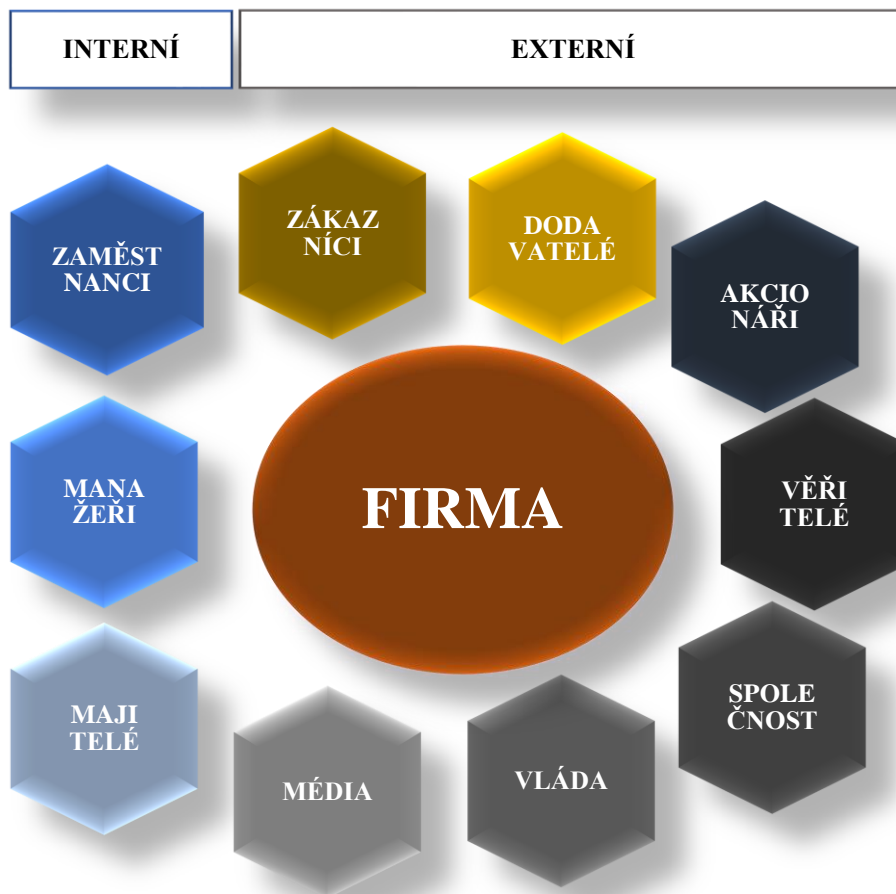 INTERNÍ
EXTERNÍ
ZAMĚST
NANCI
ZÁKAZ
NÍCI
DODA
VATELÉ
AKCIO
NÁŘI
MANA
ŽEŘI
FIRMA
VĚŘI
TELÉ
MAJI
TELÉ
MÉDIA
VLÁDA
SPOLE
ČNOST